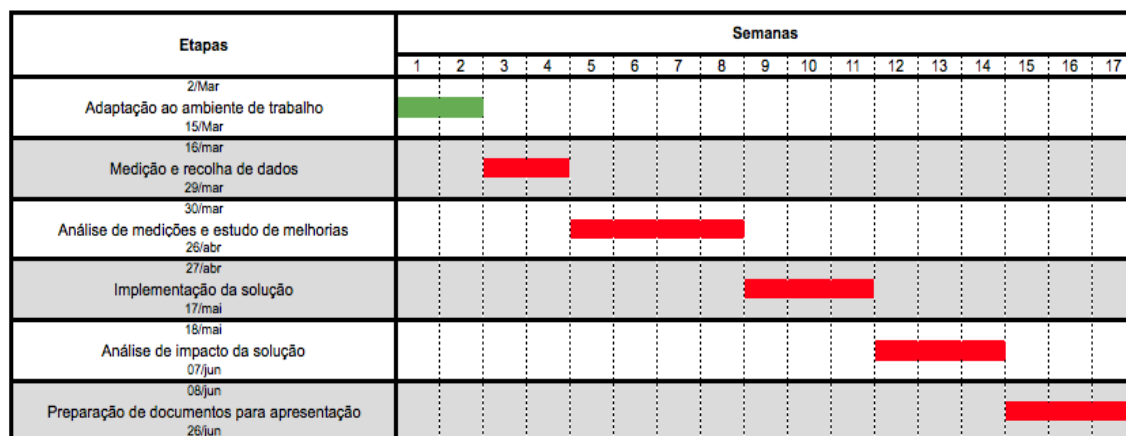 Etapas
Semanas
1 2 3 4 5 6 7 8 9 10 11 12 13 14 15 16 17
2/Mar
Adaptação ao ambiente de trabalho
15/Mar
16/mar
Medição e recolha de dados
29/mar
30/mar
Análise de medições e estudo de melhorias
26/abr
27/abr
Implementação da solução
17/mai
18/mai
Análise de impacto da solução
07/jun
08/jun
Preparação de documentos para apresentação
26/jun